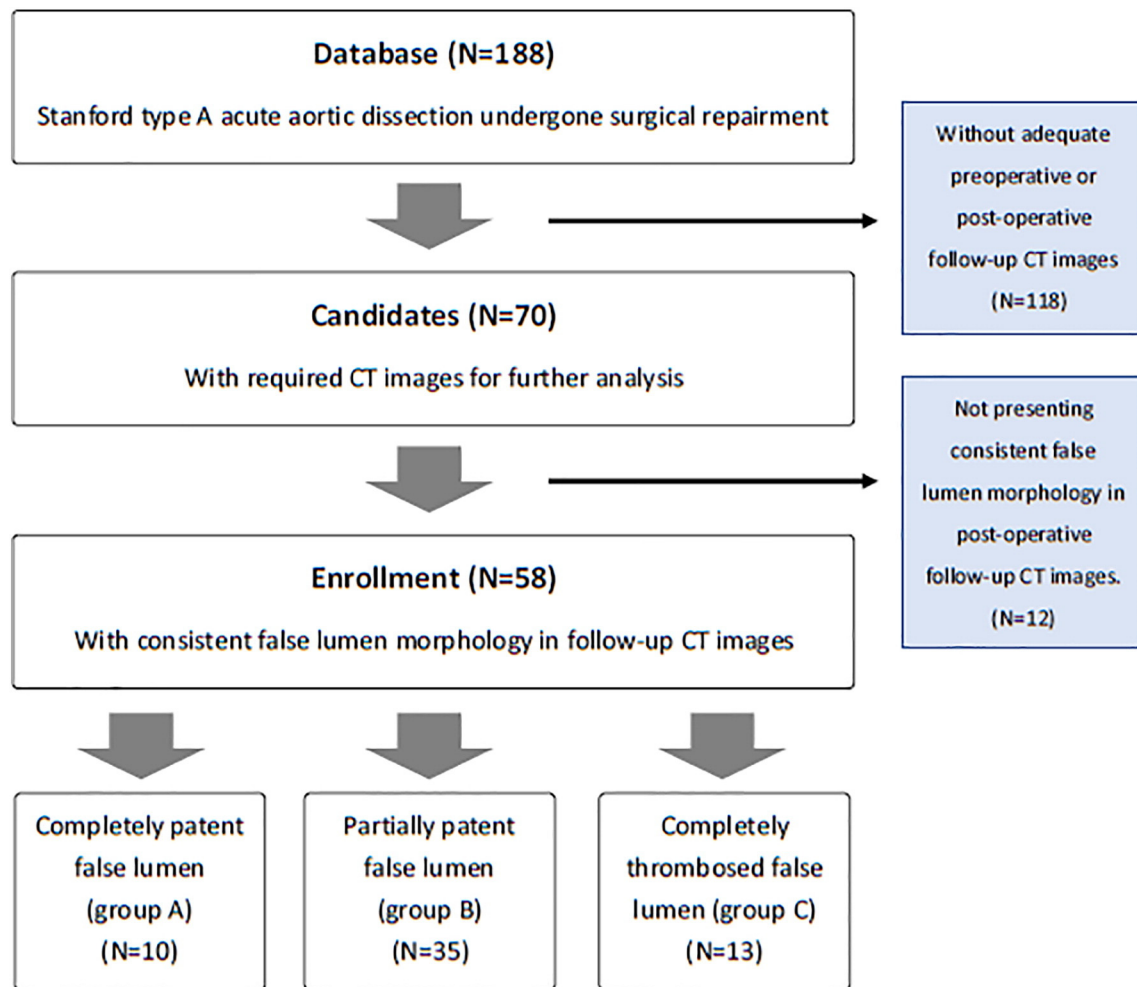 Database (N=188)
Stanford type A acute aortic dissection undergone surgical repairment
Without adequate
preoperative or
post-operative
follow-up CT images
(N=118)
Candidates (N=70)
With required CT images for further analysis
Not presenting
consistent false
lumen morphology in
post-operative
follow-up CT images.
(N=12)
Enrollment (N=58)
With consistent false lumen morphology in follow-up CT images
Completely patent
false lumen
(group A)
(N=10)
Partially patent
false lumen
(group B)
(N=35)
Completely
thrombosed false
lumen (group C)
(N=13)